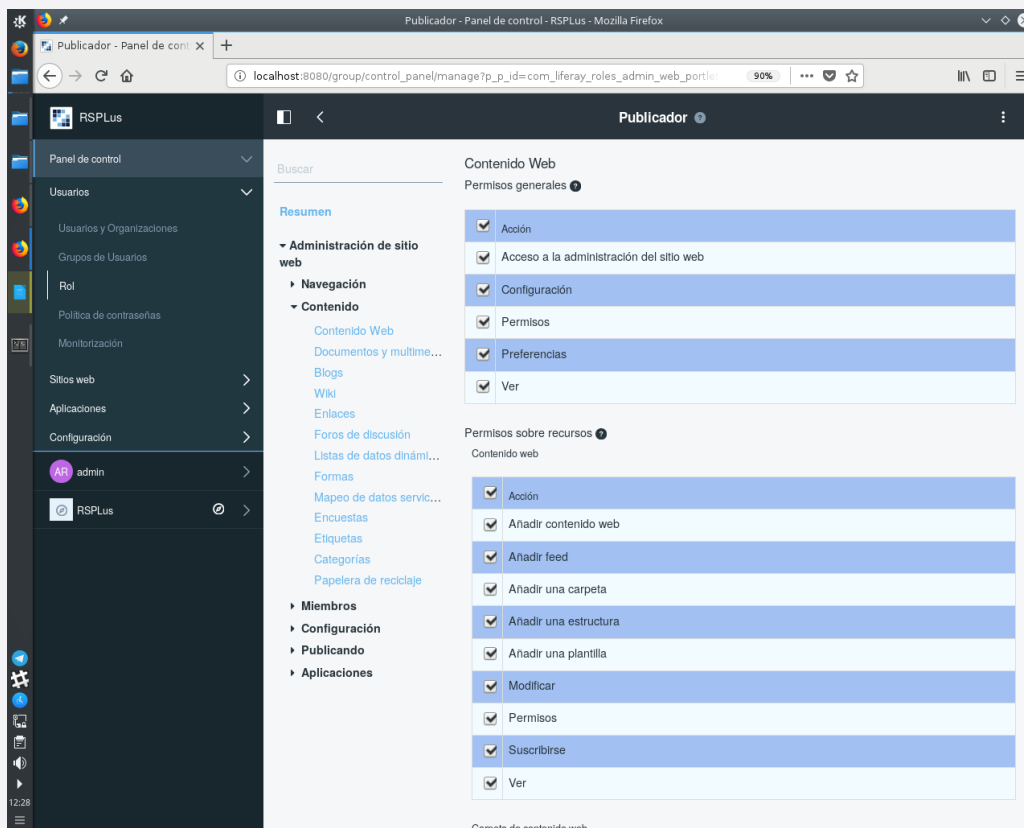 Publicador - Panel de control - RSPLus - Mozilla Firefox
Publicador - Panel de cont
localhost:8080/group/control_panel/manage?p_p_id=com_liferay_roles_admin_web_portle
90%
RSPLus
Publicador
Panel de control
Usuarios
Usuarios y Organizaciones
Grupos de Usuarios
Rol
Política de contraseñas
Monitorización
Sitios web
Aplicaciones
Configuración
AR admin
RSPLus
12:28
Buscar
Resumen
Administración de sitio
web
Navegación
Contenido
Contenido Web
Documentos y multime...
Blogs
Wiki
Enlaces
Foros de discusión
Listas de datos dinámi...
Formas
Mapeo de datos servic...
Encuestas
Etiquetas
Categorías
Papelera de reciclaje
Miembros
Configuración
Publicando
Aplicaciones
Contenido Web
Permisos generales
Acción
Acceso a la administración del sitio web
Configuración
Permisos
Preferencias
Ver
Permisos sobre recursos
Contenido web
Acción
Añadir contenido web
Añadir feed
Añadir una carpeta
Añadir una estructura
Añadir una plantilla
Modificar
Permisos
Suscribirse
Ver
Carpeta de contenido web